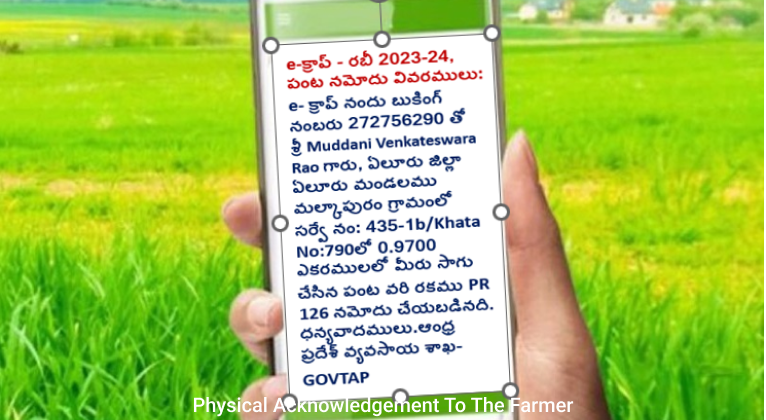 e-క్రాప్ - రబీ 2023-24,
పంట నమోదు వివరములు:
e- క్రాప్ నందు బుకింగ్
నంబరు 272756290 తో
శ్రీ Muddani Venkateswara
Rao గారు, ఏలూరు జిల్లా
ఏలూరు మండలము
మల్కాపురం గ్రామంలో
సర్వే నం: 435-1b/Khata
No:790లో 0.9700
ఎకరములలో మీరు సాగు
చేసిన పంట వరి రకము PR
126 నమోదు చేయబడినది.
ధన్యవాదములు.ఆంధ్ర
ప్రదేశ్ వ్యవసాయ శాఖ-
GOVTAP
Physical Acknowledgement To The Farmer